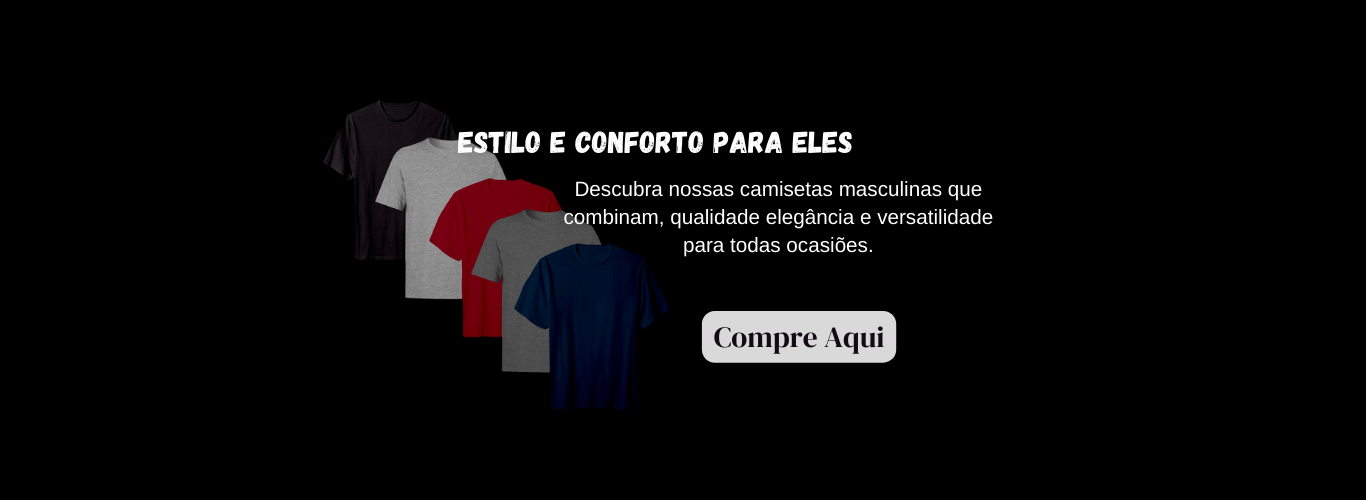 ESTILO E CONFORTO PARA ELES
Descubra nossas camisetas masculinas que
combinam, qualidade elegância e versatilidade
para todas ocasiões.
Compre Aqui